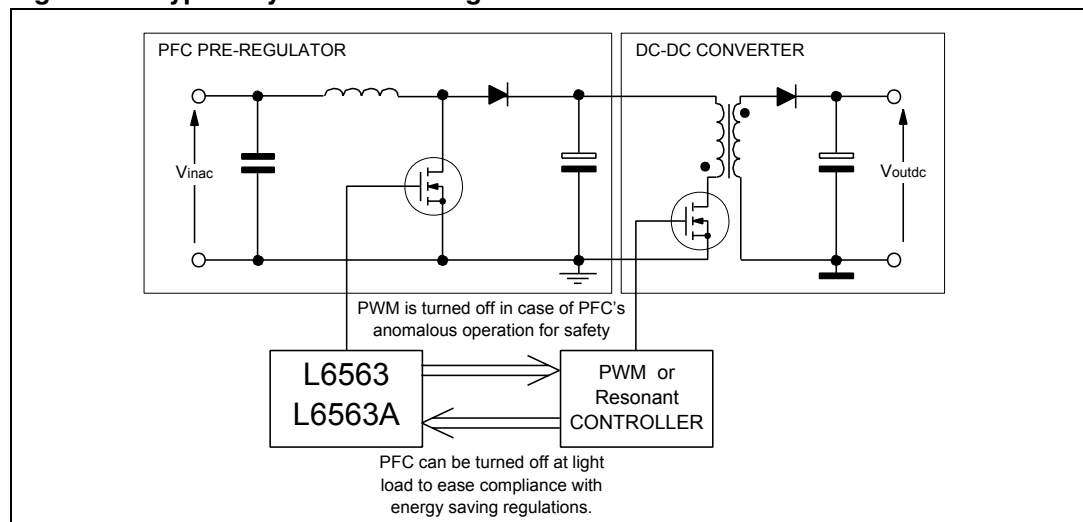 PFC PRE-REGULATOR
DC-DC CONVERTER
Vinac
Voutdc
PWM is turned off in case of PFC's
anomalous operation for safety
L6563
L6563A
PWM or
Resonant
CONTROLLER
PFC can be turned off at light
load to ease compliance with
energy saving regulations.